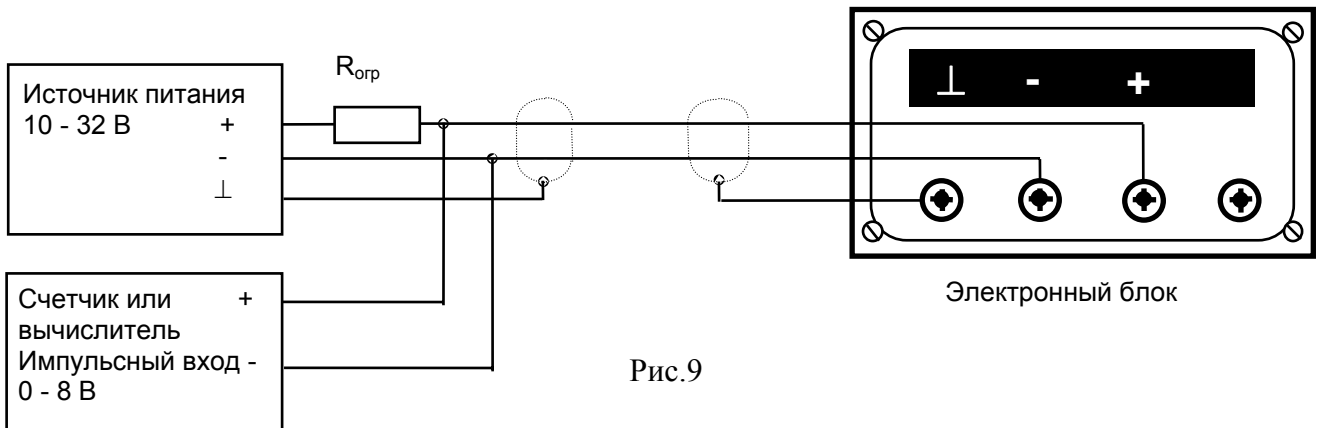 Источник питания
10 - 32 В +
-
⊥
Rогр
⊥ - +
Счетчик или +
вычислитель
Импульсный вход -
0 - 8 В
Электронный блок
Рис.9